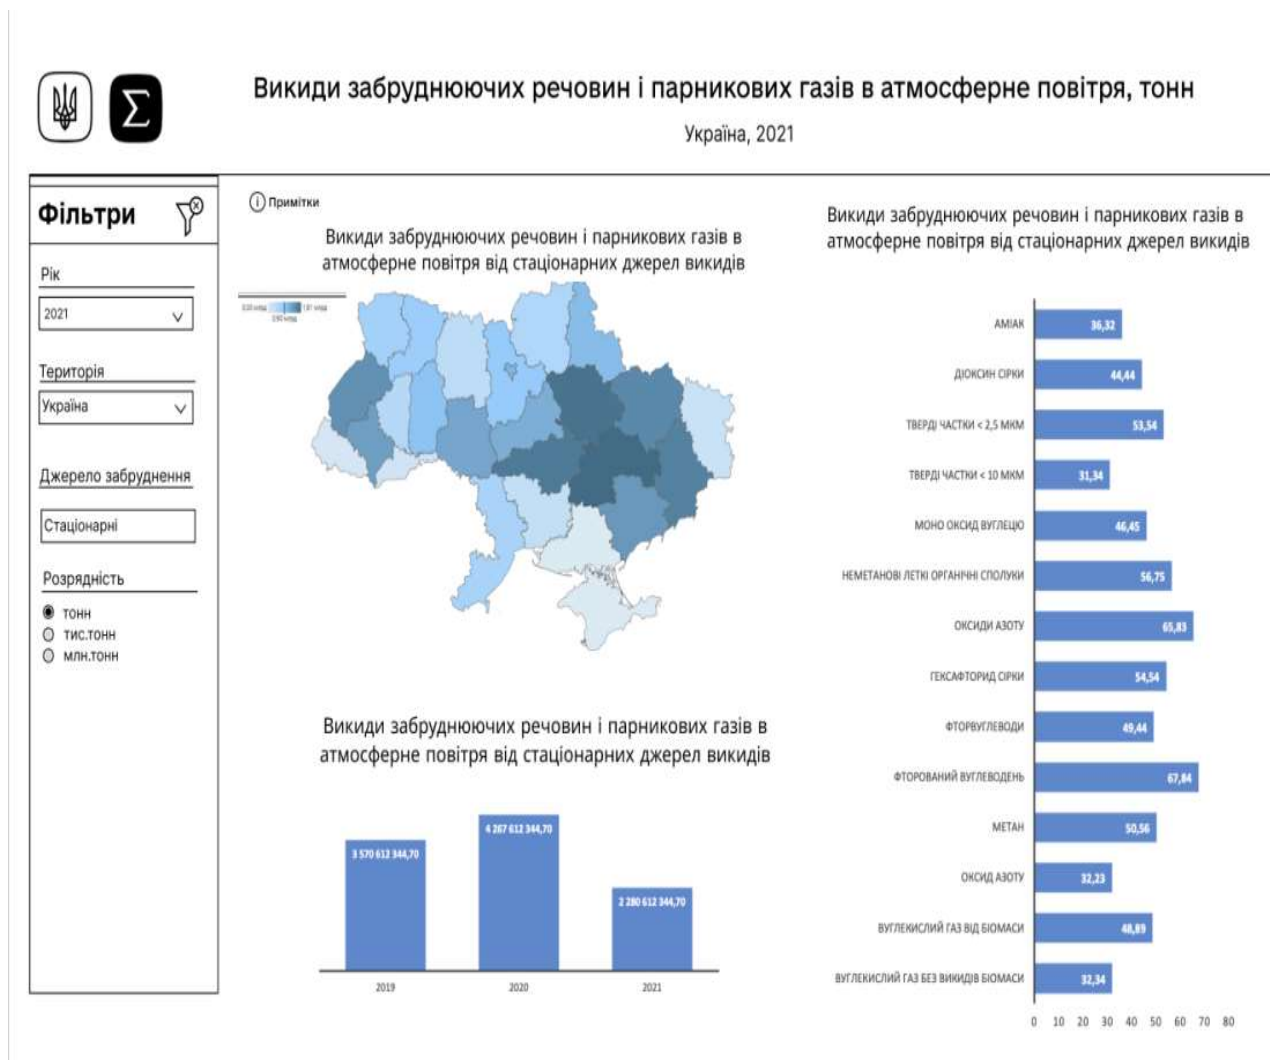 Σ
Викиди забруднюючих речовин і парникових газів в атмосферне повітря, тонн
Україна, 2021
Фільтри
Рік
2021
Територія
Україна
Джерело забруднення
Стаціонарні
Розрядність
тонн
тис.тонн
млн.тонн
i Примітки
Викиди забруднюючих речовин і парникових газів в
атмосферне повітря від стаціонарних джерел викидів
Викиди забруднюючих речовин і парникових газів в
атмосферне повітря від стаціонарних джерел викидів
3 570 612 344,70
4 267 612 344,70
2 280 612 344,70
2019
2020
2021
Викиди забруднюючих речовин і парникових газів в
атмосферне повітря від стаціонарних джерел викидів
АМІАК 36,32
ДІОКСИН СІРКИ 44,44
ТВЕРДІ ЧАСТКИ < 2,5 МКМ 53,54
ТВЕРДІ ЧАСТКИ < 10 МКМ 31,34
МОНО ОКСИД ВУГЛЕЦЮ 46,45
НЕМЕТАНОВІ ЛЕТКІ ОРГАНІЧНІ СПОЛУКИ 56,75
ОКСИДИ АЗОТУ 65,83
ГЕКСАФТОРИД СІРКИ 54,54
ФТОРВУГЛЕВОДИ 49,44
ФТОРОВАНИЙ ВУГЛЕВОДЕНЬ 67,84
МЕТАН 50,56
ОКСИД АЗОТУ 32,23
ВУГЛЕКИСЛИЙ ГАЗ ВІД БІОМАСИ 48,89
ВУГЛЕКИСЛИЙ ГАЗ БЕЗ ВИКИДІВ БІОМАСИ 32,34
0 10 20 30 40 50 60 70 80